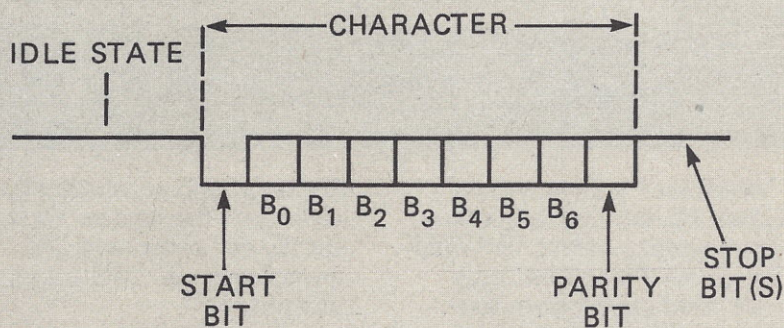 CHARACTER
IDLE STATE
B0 B1 B2 B3 B4 B5 B6
START
BIT
PARITY
BIT
STOP
BIT(S)